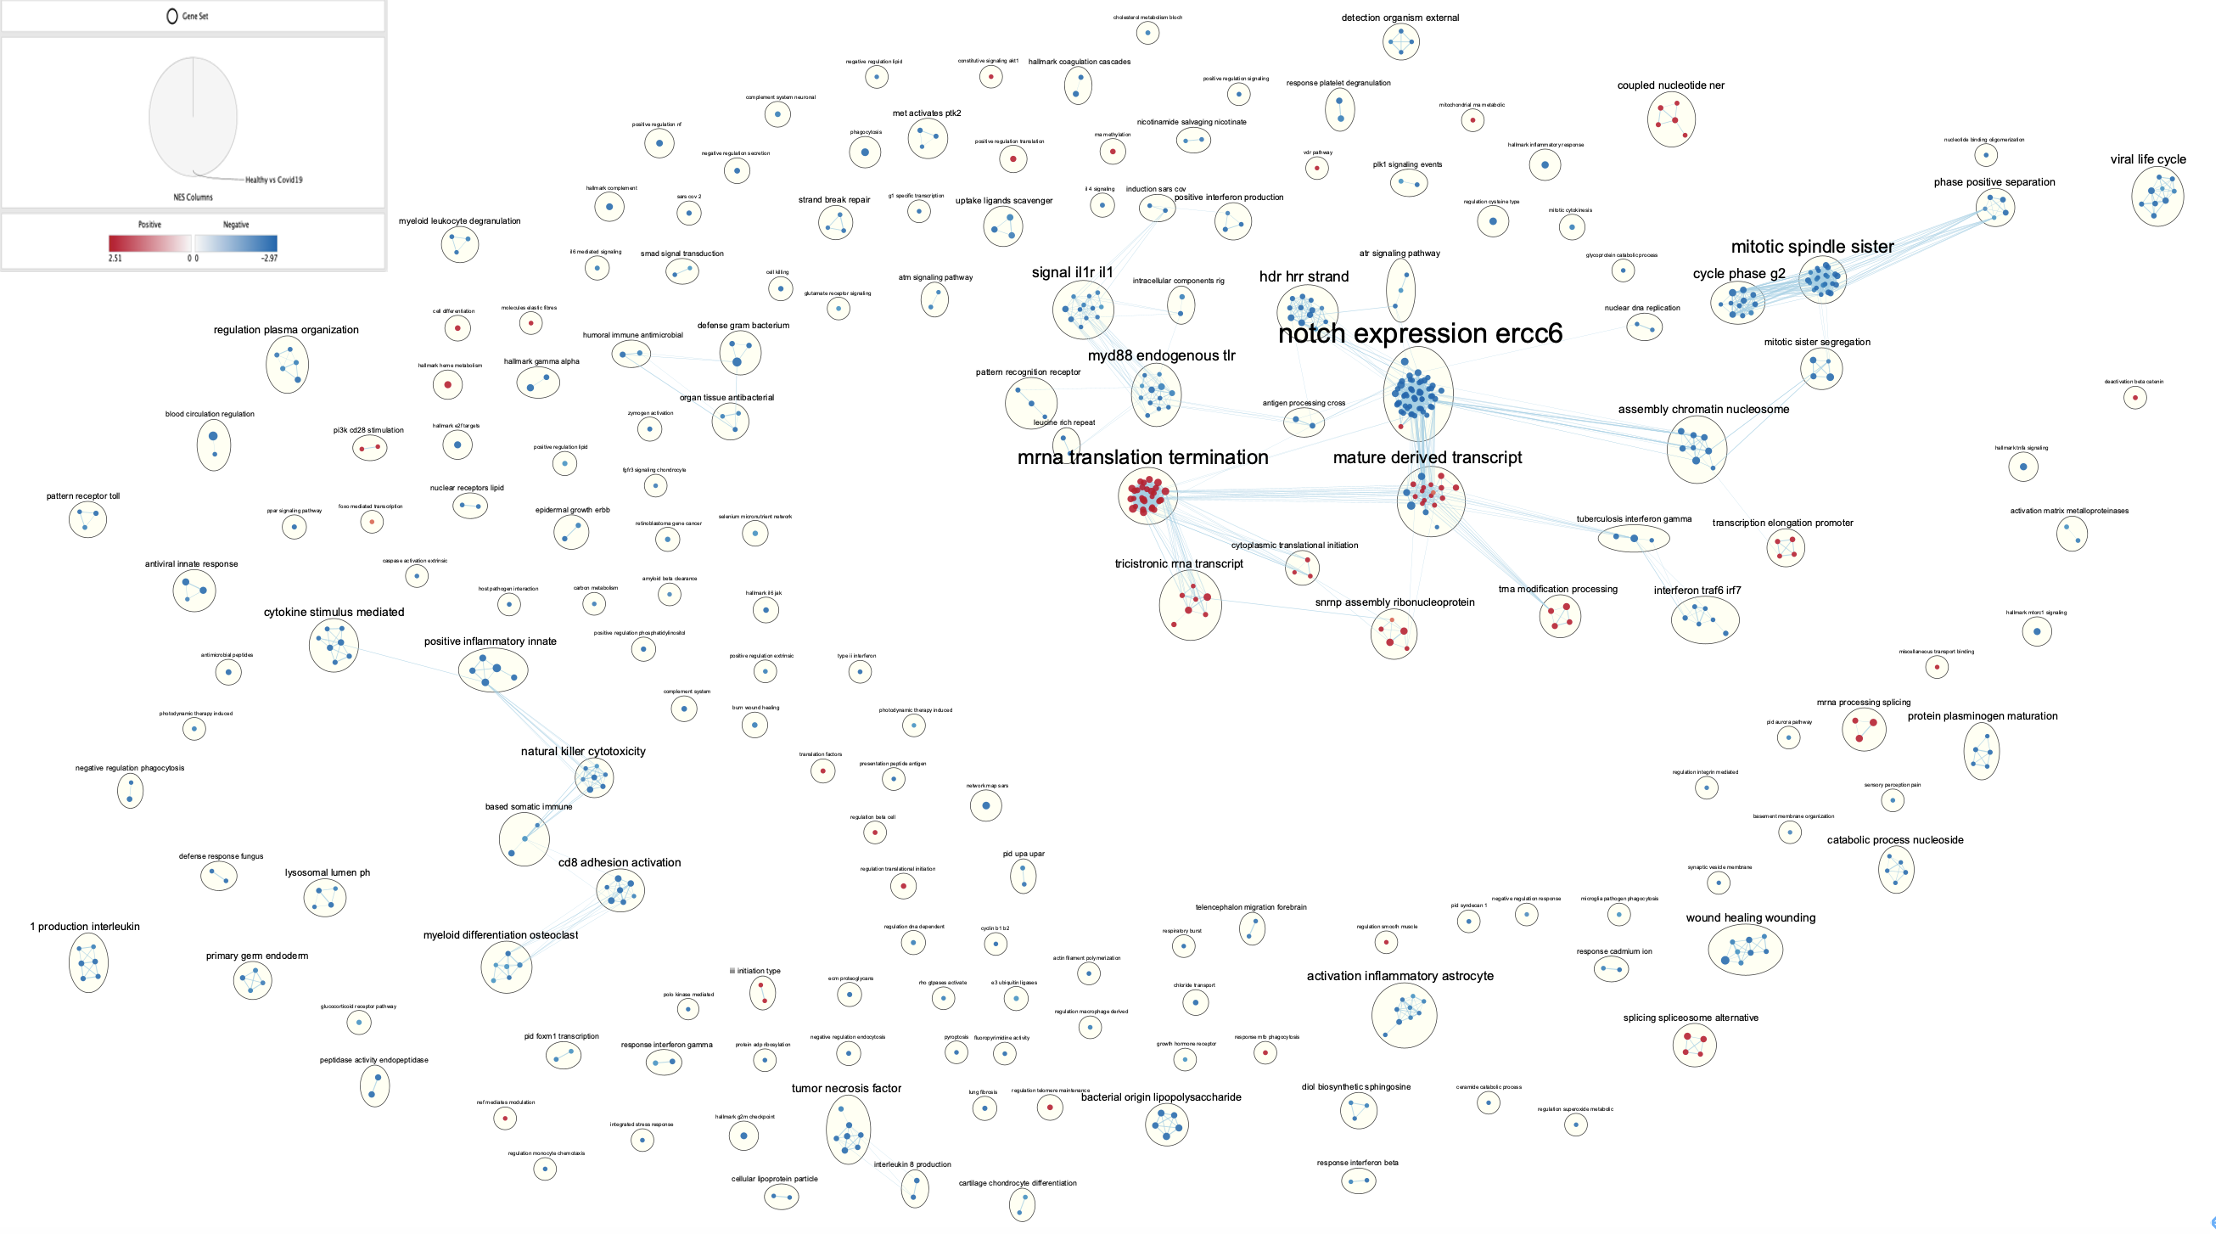 Gene Set
Healthy vs Covid19
NES Columns
Positive
Negative
2.51
0
0
-2.97
cholesterol metabolism bloch
detection organism external
negative regulation lipid
constitutive signaling akt1
hallmark coagulation cascades
positive regulation signaling
response platelet degranulation
coupled nucleotide ner
complement system neuronal
mitochondrial rna metabolic
met activates ptk2
positive regulation nf
phagocytosis
positive regulation translation
rna methylation
nicotinamide salvaging nicotinate
nucleotide binding oligomerization
negative regulation secretion
vdr pathway
plk1 signaling events
hallmark inflammatory response
viral life cycle
phase positive separation
hallmark complement
sars cov 2
strand break repair
g1 specific transcription
uptake ligands scavenger
il4 signaling
induction sars cov
positive interferon production
regulation cysteine type
mitotic cytokinesis
myeloid leukocyte degranulation
il6 mediated signaling
smad signal transduction
cell killing
atm signaling pathway
signal il1r il1
intracellular components rig
hdr hrr strand
atr signaling pathway
glycoprotein catabolic process
cycle phase g2
mitotic spindle sister
glutamate receptor signaling
cell differentiation
molecules elastic fibres
nuclear dna replication
regulation plasma organization
humoral immune antimicrobial
defense gram bacterium
notch expression ercc6
mitotic sister segregation
hallmark heme metabolism
hallmark gamma alpha
pattern recognition receptor
myd88 endogenous tlr
deactivation beta catenin
organ tissue antibacterial
antigen processing cross
assembly chromatin nucleosome
blood circulation regulation
pi3k cd28 stimulation
hallmark e2f targets
zymogen activation
leucine rich repeat
positive regulation lipid
mrna translation termination
mature derived transcript
hallmark tnfa signaling
fgfr3 signaling chondrocyte
pattern receptor toll
nuclear receptors lipid
ppar signaling pathway
foxo mediated transcription
epidermal growth erbb
retinoblastoma gene cancer
selenium micronutrient network
tuberculosis interferon gamma
transcription elongation promoter
activation matrix metalloproteinases
cytoplasmic translational initiation
antiviral innate response
caspase activation extrinsic
tricistronic rrna transcript
host pathogen interaction
carbon metabolism
amyloid beta clearance
hallmark il6 jak
snrnp assembly ribonucleoprotein
trna modification processing
interferon traf6 irf7
cytokine stimulus mediated
hallmark mtorc1 signaling
positive inflammatory innate
positive regulation phosphatidylinositol
antimicrobial peptides
positive regulation extrinsic
type ii interferon
miscellaneous transport binding
complement system
burn wound healing
photodynamic therapy induced
photodynamic therapy induced
mrna processing splicing
protein plasminogen maturation
pid aurora pathway
natural killer cytotoxicity
translation factors
presentation peptide antigen
negative regulation phagocytosis
regulation integrin mediated
network map sars
sensory perception pain
based somatic immune
regulation beta cell
basement membrane organization
catabolic process nucleoside
defense response fungus
lysosomal lumen ph
cd8 adhesion activation
regulation translational initiation
pid upa upar
synaptic vesicle membrane
telencephalon migration forebrain
pid syndecan 1
negative regulation response
microglia pathogen phagocytosis
wound healing wounding
1 production interleukin
primary germ endoderm
myeloid differentiation osteoclast
regulation dna dependent
cyclin b1 b2
respiratory burst
regulation smooth muscle
response cadmium ion
iii initiation type
ecm proteoglycans
rho gtpases activate
e3 ubiquitin ligases
actin filament polymerization
chloride transport
activation inflammatory astrocyte
polo kinase mediated
glucocorticoid receptor pathway
regulation macrophage derived
splicing spliceosome alternative
pid foxm1 transcription
response interferon gamma
protein adp ribosylation
negative regulation endocytosis
pyroptosis
fluoropyrimidine activity
growth hormone receptor
response mtb phagocytosis
peptidase activity endopeptidase
tumor necrosis factor
lung fibrosis
regulation telomere maintenance
bacterial origin lipopolysaccharide
diol biosynthetic sphingosine
ceramide catabolic process
nef mediates modulation
integrated stress response
hallmark g2m checkpoint
regulation superoxide metabolic
regulation monocyte chemotaxis
interleukin 8 production
cellular lipoprotein particle
cartilage chondrocyte differentiation
response interferon beta